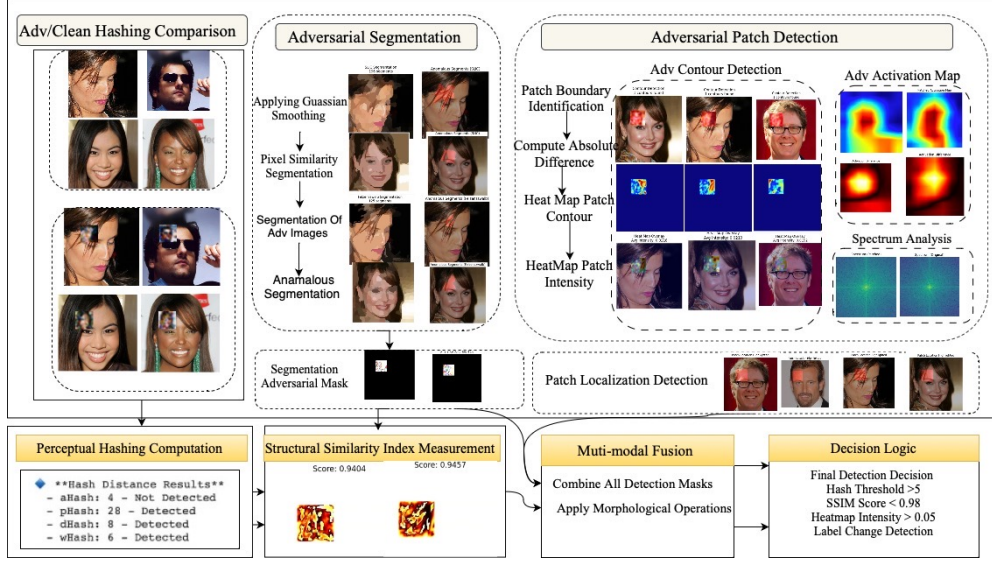 Adv/Clean Hashing Comparison
Adversarial Segmentation
Adversarial Patch Detection
Applying Guassian
Smoothing
Pixel Similarity
Segmentation
Segmentation Of
Adv Images
Anamalous
Segmentation
Patch Boundary
Identification
Compute Absolute
Difference
Heat Map Patch
Contour
HeatMap Patch
Intensity
Adv Contour Detection
Adv Activation Map
Spectrum Analysis
Segmentation
Adversarial Mask
Patch Localization Detection
Perceptual Hashing Computation
**Hash Distance Results**
- aHash: 4 - Not Detected
- pHash: 28 - Detected
- dHash: 8 - Detected
- wHash: 6 - Detected
Structural Similarity Index Measurement
Score: 0.9404
Score: 0.9457
Muti-modal Fusion
Combine All Detection Masks
Apply Morphological Operations
Decision Logic
Final Detection Decision
Hash Threshold >5
SSIM Score < 0.98
Heatmap Intensity > 0.05
Label Change Detection